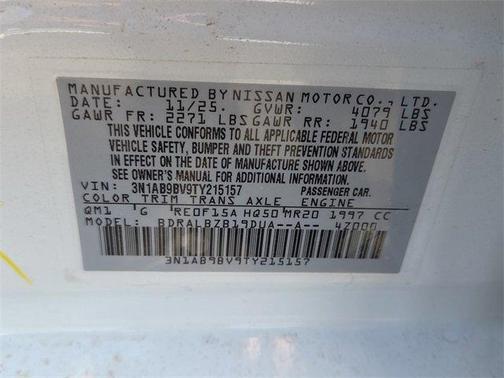 MANUFACTURED BY NISSAN MOTOR CO., LTD.
DATE: 11/25. GVWR: 4079 LBS
GAWR FR: 2271 LBS GAWR RR: 1940 LBS
THIS VEHICLE CONFORMS TO ALL APPLICABLE FEDERAL MOTOR
VEHICLE SAFETY, BUMPER AND THEFT PREVENTION STANDARDS
IN EFFECT ON THE DATE OF MANUFACTURE SHOWN ABOVE.
SEE OWNER'S MANUAL FOR ADDITIONAL INFORMATION.
VIN: 3N1AB9BV9TY215157 PASSENGER CAR.
COLOR TRIM TRANS AXLE ENGINE
QM1 G RE0F15A HQ50 MR20 1997 CC
MODEL: BDRALBZB19DUA--A-- 4Z000
3N1AB9BV9TY215157